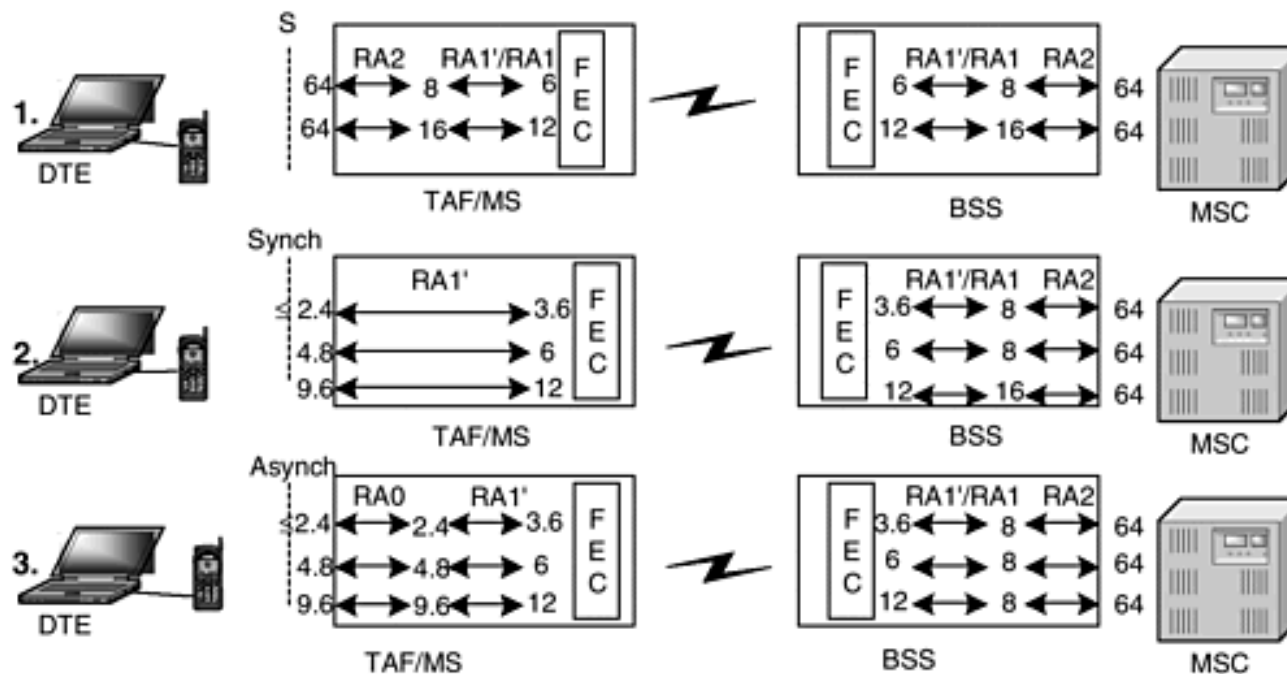 S
RA2 RA1'/RA1
64 8 6
64 16 12
F E C
1.
DTE
TAF/MS
F E C
RA1'/RA1 RA2
6 8 64
12 16 64
BSS
MSC
Synch
RA1'
≤ 2.4 3.6
4.8 6
9.6 12
F E C
2.
DTE
TAF/MS
F E C
RA1'/RA1 RA2
3.6 8 64
6 8 64
12 16 64
BSS
MSC
Asynch
RA0 RA1'
≤2.4 2.4 3.6
4.8 4.8 6
9.6 9.6 12
F E C
3.
DTE
TAF/MS
F E C
RA1'/RA1 RA2
3.6 8 64
6 8 64
12 8 64
BSS
MSC